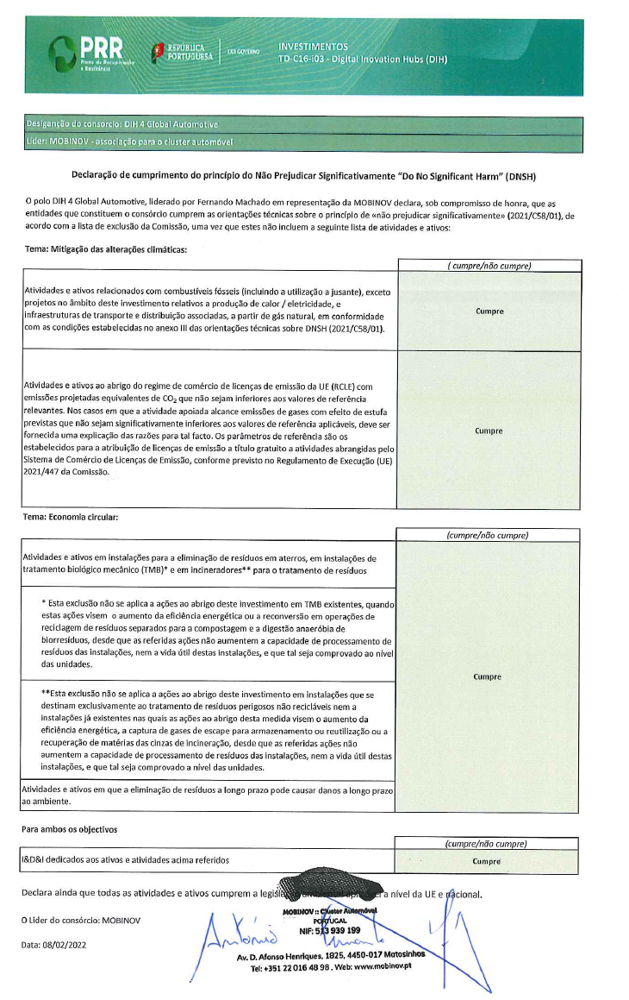 PRR
Plano de Recuperação
e Resiliência
REPÚBLICA
PORTUGUESA
XXII GOVERNO
INVESTIMENTOS
TD-C16-i03 - Digital Inovation Hubs (DIH)
Desigança̧o do consorcio: DIH 4 Global Automotive
Líder: MOBINOV - associação para o cluster automóvel
Declaração de cumprimento do princípio do Não Prejudicar Significativamente “Do No Significant Harm” (DNSH)
O polo DIH 4 Global Automotive, liderado por Fernando Machado em representação da MOBINOV declara, sob compromisso de honra, que as
entidades que constituem o consórcio cumprem as orientações técnicas sobre o princípio de «não prejudicar significativamente» (2021/C58/01), de
acordo com a lista de exclusão da Comissão, uma vez que estes não incluem a seguinte lista de atividades e ativos:
Tema: Mitigação das alterações climáticas:
( cumpre/não cumpre)
Atividades e ativos relacionados com combustíveis fósseis (incluindo a utilização a jusante), exceto
projetos no âmbito deste investimento relativos a produção de calor / eletricidade, e
infraestruturas de transporte e distribuição associadas, a partir de gás natural, em conformidade
com as condições estabelecidas no anexo III das orientações técnicas sobre DNSH (2021/C58/01).
Cumpre
Atividades e ativos ao abrigo do regime de comércio de licenças de emissão da UE (RCLE) com
emissões projetadas equivalentes de CO₂ que não sejam inferiores aos valores de referência
relevantes. Nos casos em que a atividade apoiada alcance emissões de gases com efeito de estufa
previstas que não sejam significativamente inferiores aos valores de referência aplicáveis, deve ser
fornecida uma explicação das razões para tal facto. Os parâmetros de referência são os
estabelecidos para a atribuição de licenças de emissão a título gratuito a atividades abrangidas pelo
Sistema de Comércio de Licenças de Emissão, conforme previsto no Regulamento de Execução (UE)
2021/447 da Comissão.
Cumpre
Tema: Economia circular:
(cumpre/não cumpre)
Atividades e ativos em instalações para a eliminação de resíduos em aterros, em instalações de
tratamento biológico mecânico (TMB)* e em incineradores** para o tratamento de resíduos
* Esta exclusão não se aplica a ações ao abrigo deste investimento em TMB existentes, quando
estas ações visem o aumento da eficiência energética ou a reconversão em operações de
reciclagem de resíduos separados para a compostagem e a digestão anaeróbia de
biorresíduos, desde que as referidas ações não aumentem a capacidade de processamento de
resíduos das instalações, nem a vida útil destas instalações, e que tal seja comprovado ao nível
das unidades.
Cumpre
**Esta exclusão não se aplica a ações ao abrigo deste investimento em instalações que se
destinam exclusivamente ao tratamento de resíduos perigosos não recicláveis nem a
instalações já existentes nas quais as ações ao abrigo desta medida visem o aumento da
eficiência energética, a captura de gases de escape para armazenamento ou reutilização ou a
recuperação de matérias das cinzas de incineração, desde que as referidas ações não
aumentem a capacidade de processamento de resíduos das instalações, nem a vida útil destas
instalações, e que tal seja comprovado a nível das unidades.
Atividades e ativos em que a eliminação de resíduos a longo prazo pode causar danos a longo prazo
ao ambiente.
Para ambos os objectivos
(cumpre/não cumpre)
I&D&I dedicados aos ativos e atividades acima referidos
Cumpre
Declara ainda que todas as atividades e ativos cumprem a a nível da UE e nacional.
MOBINOV :: Cluster Automóvel
PORTUGAL
NIF: 513 939 199
O Lider do consórcio: MOBINOV
António
Data: 08/02/2022
Av. D. Afonso Henriques, 1825, 4450-017 Matosinhos
Tel: +351 22 016 48 98 . Web: www.mobinov.pt